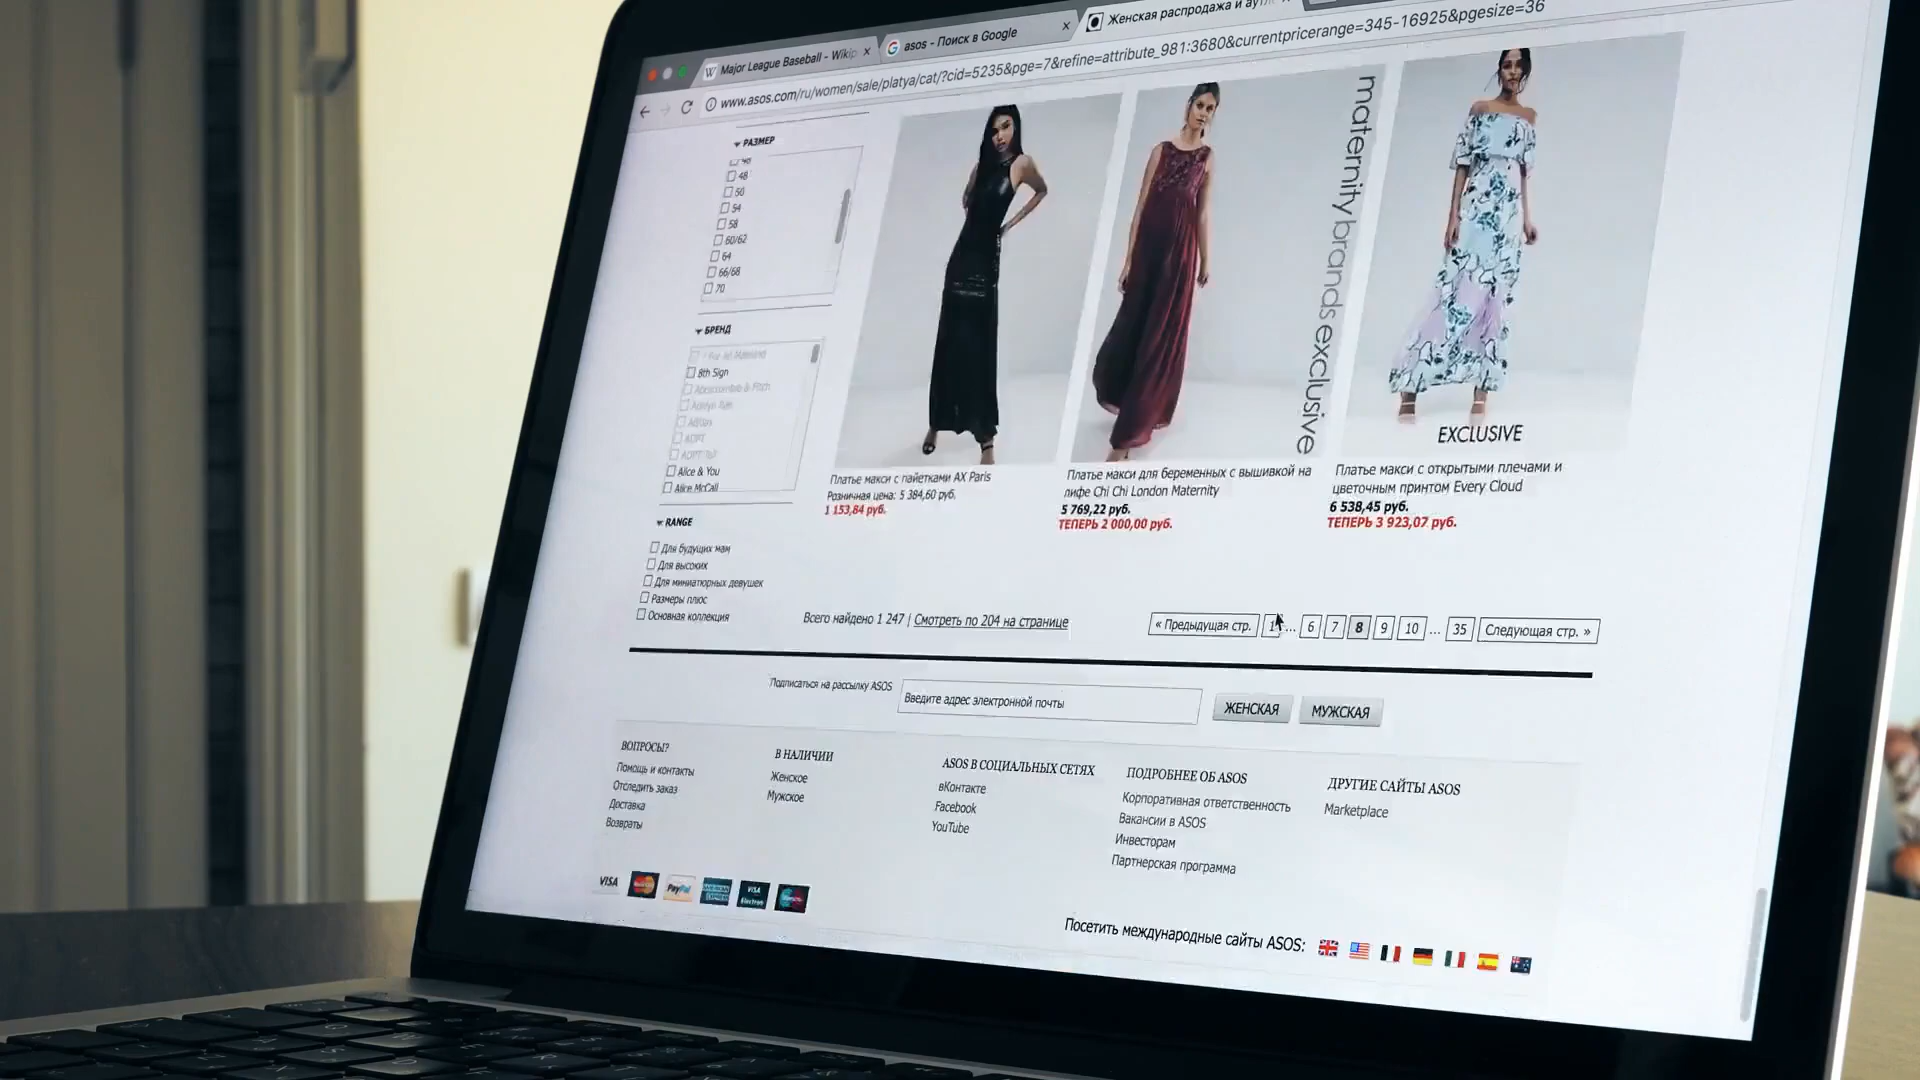 Major League Baseball - Wikip
asos - Поиск в Google
Женская распродажа и аутл
www.asos.com/ru/women/sale/platya/cat/?cid=5235&pge=7&refine=attribute_981:3680&currentpricerange=345-16925&pgesize=36
РАЗМЕР
48
50
54
58
60/62
64
66/68
70
БРЕНД
8th Sign
Abercrombie & Fitch
Alice & You
Alice McCall
RANGE
Для будущих мам
Для высоких
Для миниатюрных девушек
Размеры плюс
Основная коллекция
maternity brands exclusive
EXCLUSIVE
Платье макси с пайетками AX Paris
Розничная цена: 5 384,60 руб.
1 153,84 руб.
Платье макси для беременных с вышивкой на
лифе Chi Chi London Maternity
5 769,22 руб.
ТЕПЕРЬ 2 000,00 руб.
Платье макси с открытыми плечами и
цветочным принтом Every Cloud
6 538,45 руб.
ТЕПЕРЬ 3 923,07 руб.
Всего найдено 1 247 | Смотреть по 204 на странице
« Предыдущая стр. 1 ... 6 7 8 9 10 ... 35 Следующая стр. »
Подписаться на рассылку ASOS
Введите адрес электронной почты
ЖЕНСКАЯ
МУЖСКАЯ
ВОПРОСЫ?
Помощь и контакты
Отследить заказ
Доставка
Возвраты
В НАЛИЧИИ
Женское
Мужское
ASOS В СОЦИАЛЬНЫХ СЕТЯХ
вКонтакте
Facebook
YouTube
ПОДРОБНЕЕ ОБ ASOS
Корпоративная ответственность
Вакансии в ASOS
Инвесторам
Партнерская программа
ДРУГИЕ САЙТЫ ASOS
Marketplace
VISA
PayPal
AMERICAN EXPRESS
VISA Electron
Посетить международные сайты ASOS: